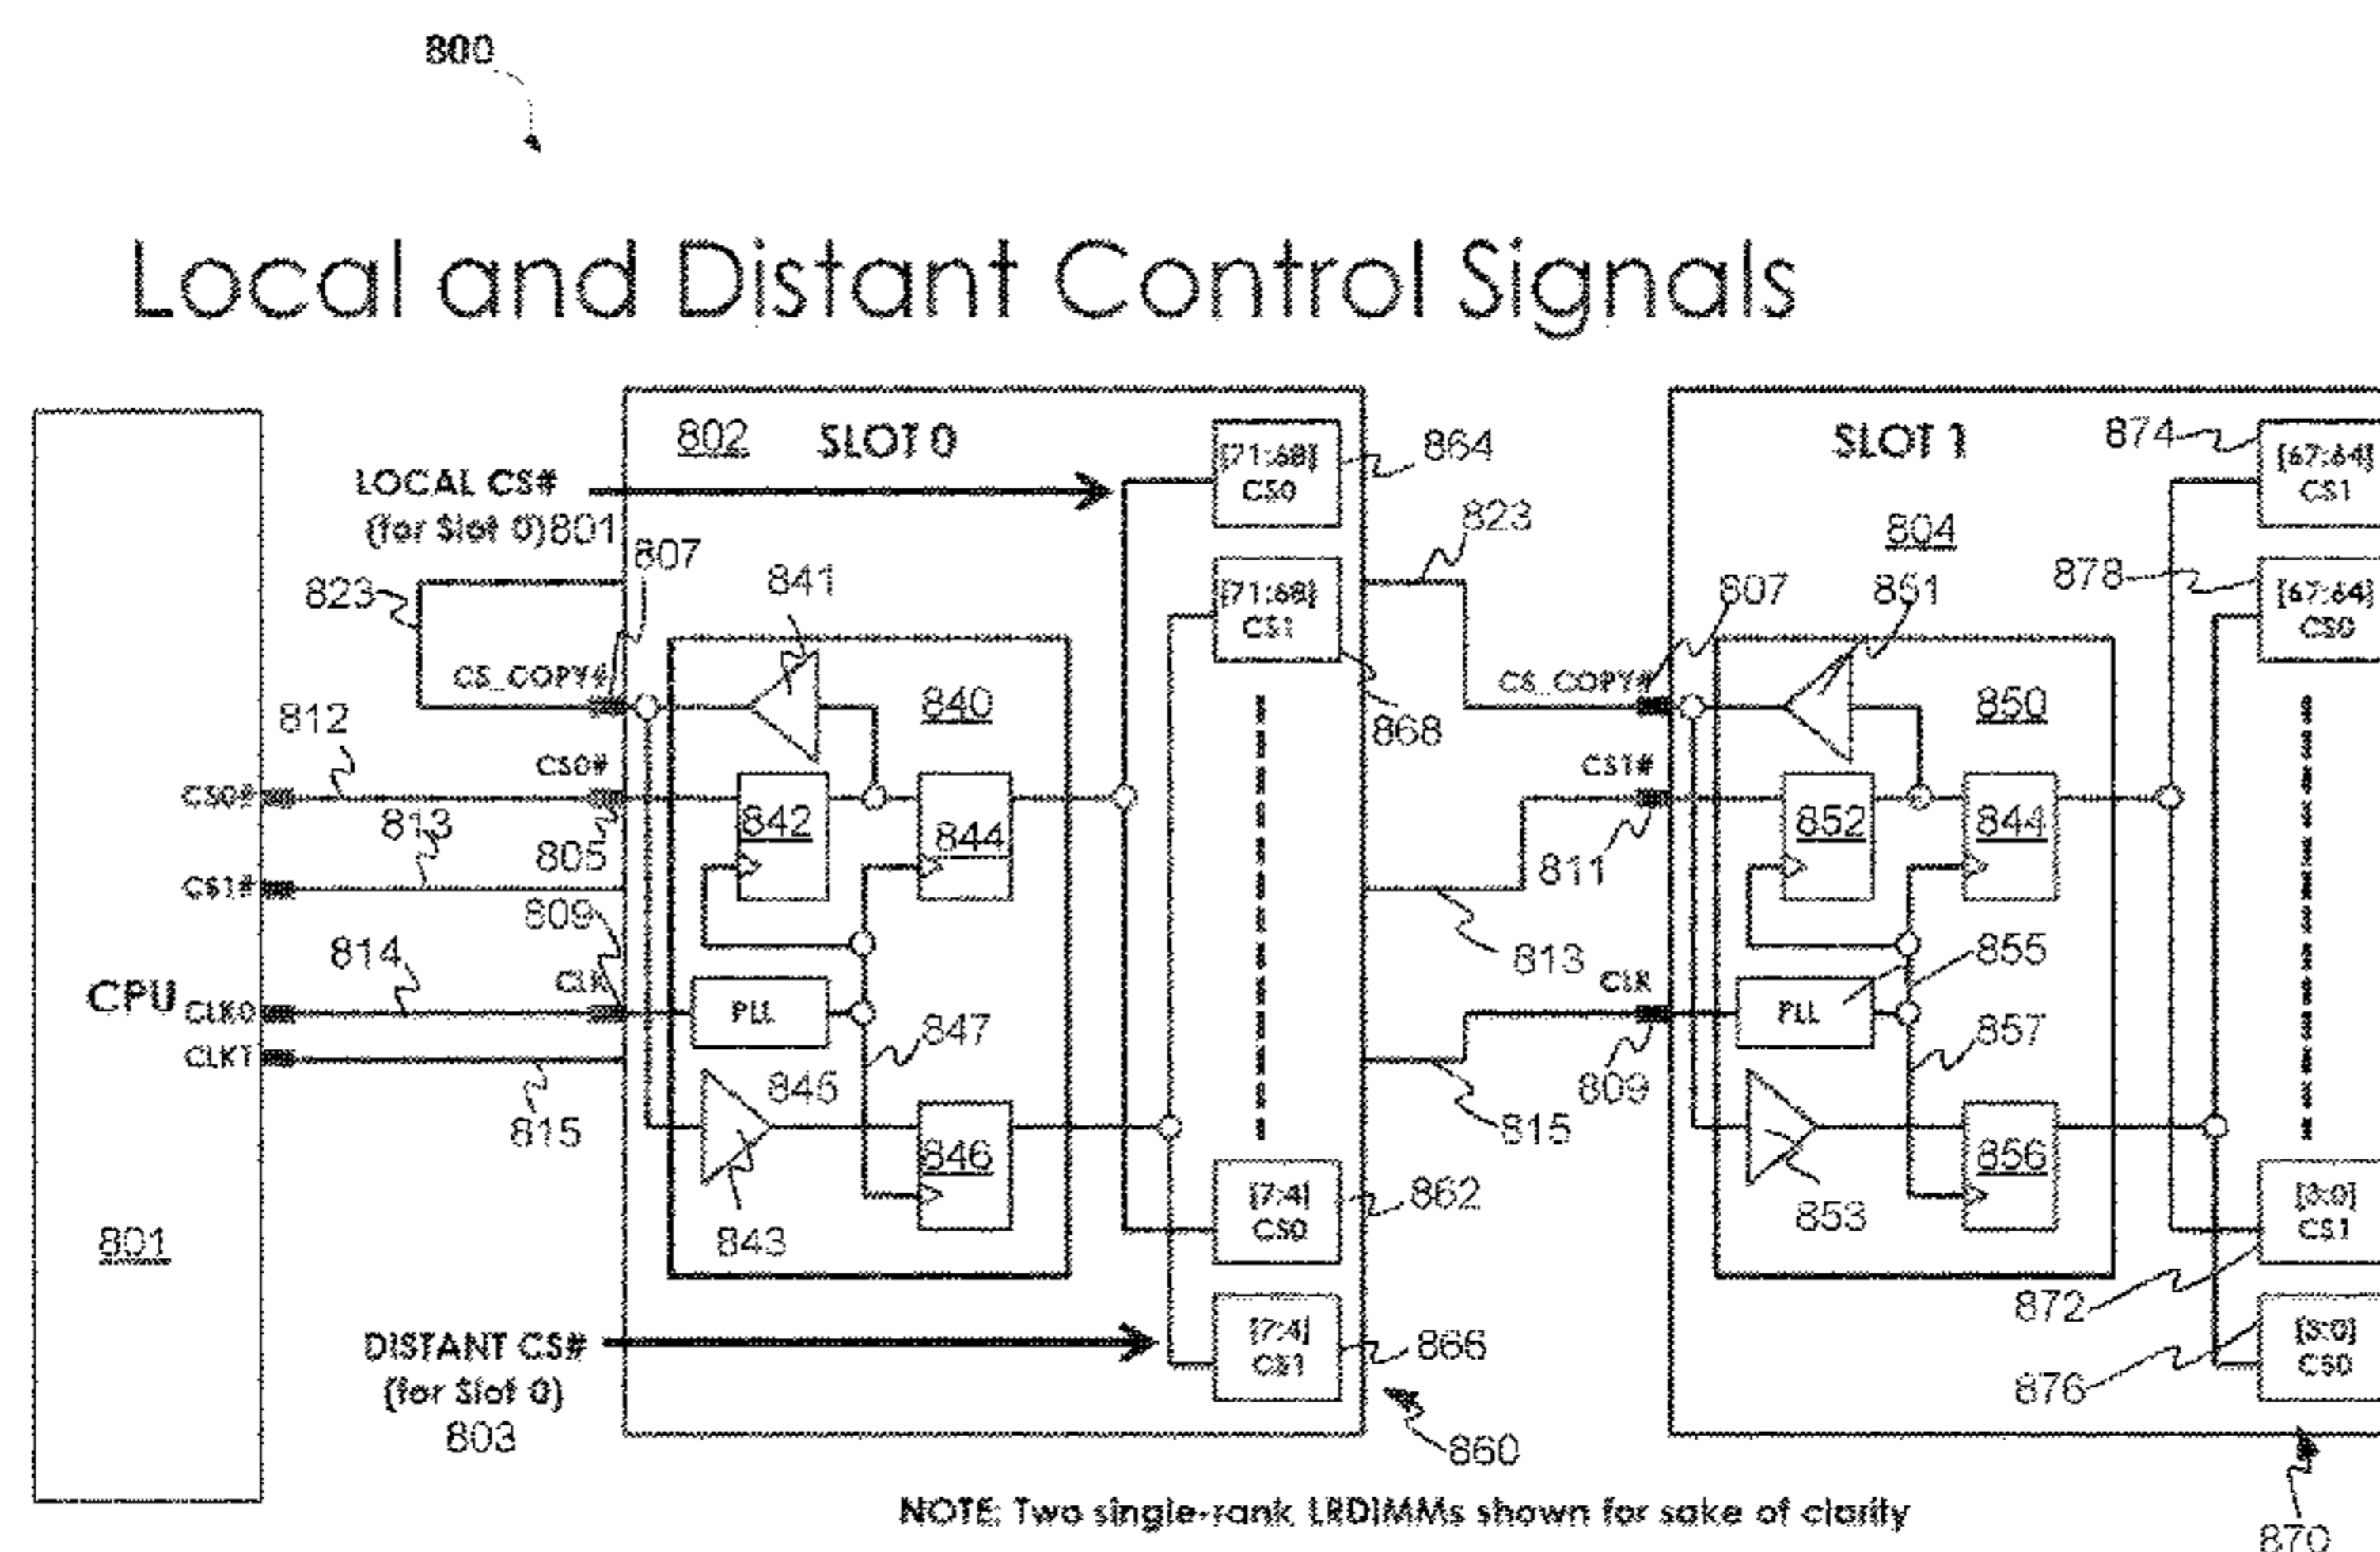 800
Local and Distant Control Signals
CPU
801
CS0#
CS1#
CLK0
CLK1
812
813
814
815
LOCAL CS#
(for Slot 0) 801
823
807
CS_COPY#
CS0#
805
809
CLK
DISTANT CS#
(for Slot 0)
803
802
SLOT 0
841
840
842
844
PLL
847
845
843
846
[71:68]
CS0
864
[71:68]
CS1
868
[7:4]
CS0
862
[7:4]
CS1
866
860
823
CS_COPY#
CS1#
811
813
CLK
809
815
SLOT 1
804
807
851
850
852
844
855
PLL
857
853
856
874
[67:64]
CS1
878
[67:64]
CS0
[3:0]
CS1
872
[3:0]
CS0
876
870
NOTE: Two single-rank LRDIMMs shown for sake of clarity